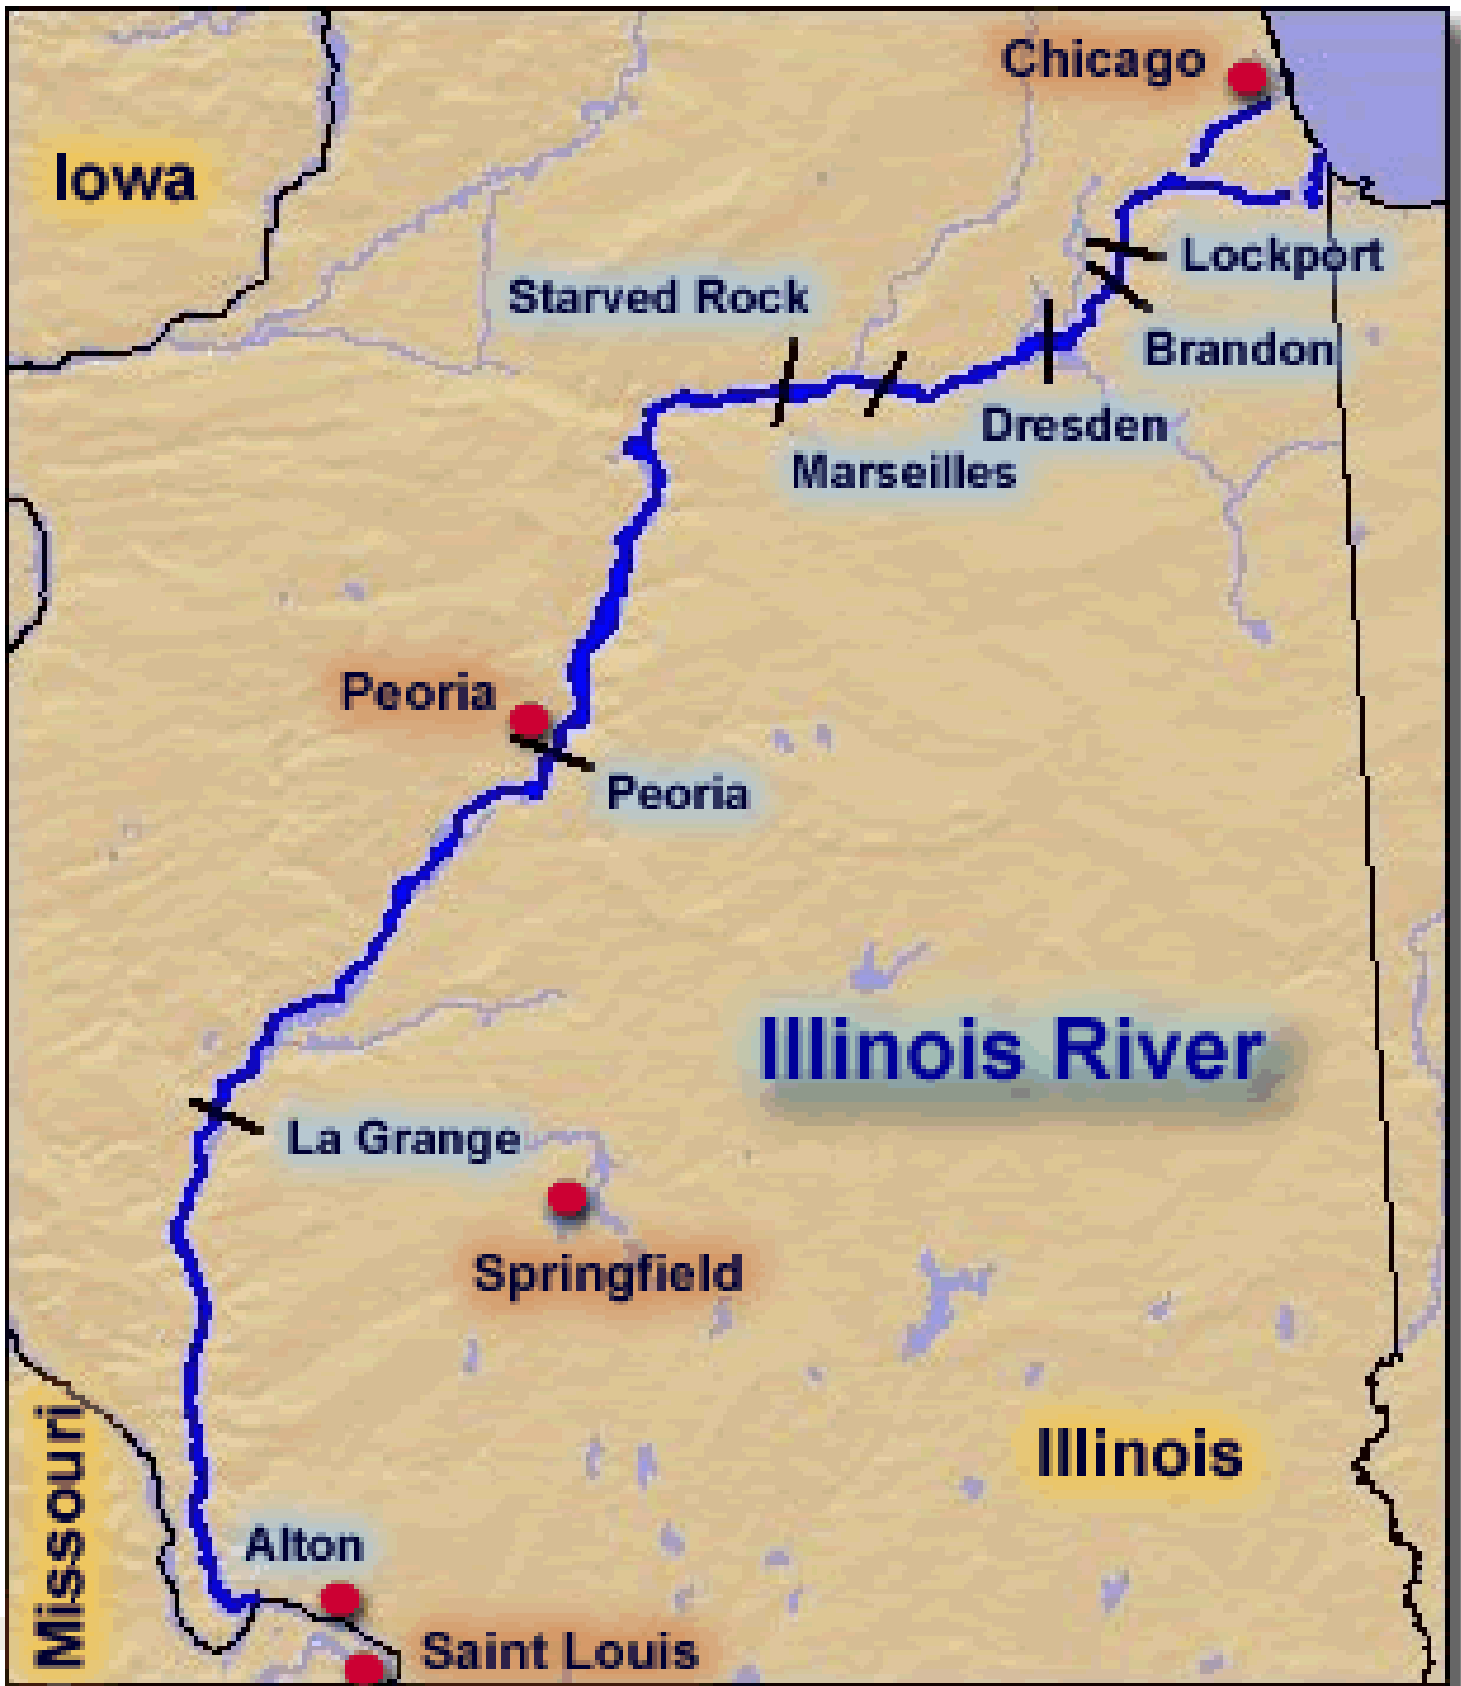 Chicago
Iowa
Lockport
Starved Rock
Brandon
Dresden
Marseilles
Peoria
Peoria
Illinois River
La Grange
Springfield
Illinois
Missouri
Alton
Saint Louis